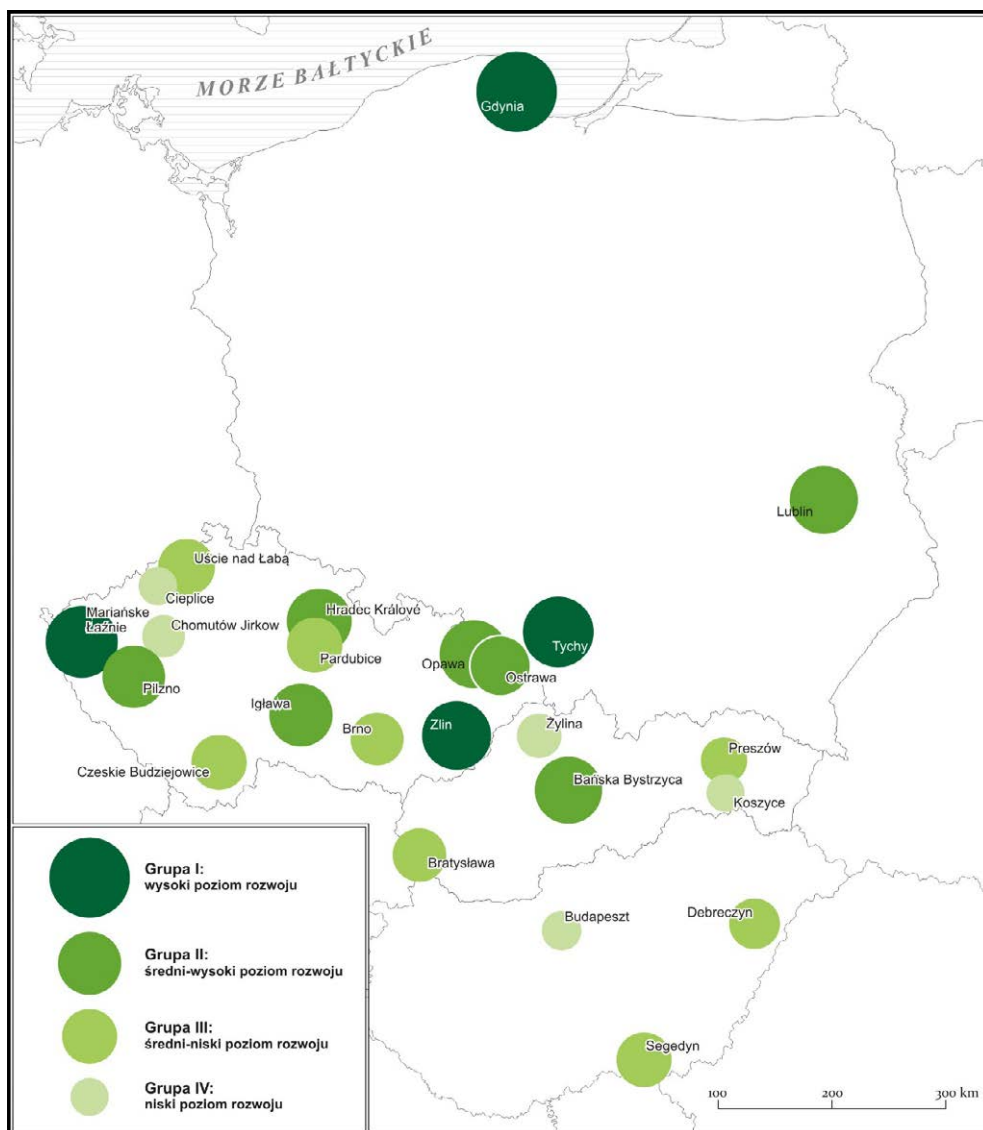 MORZE BAŁTYCKIE
Gdynia
Lublin
Uście nad Łabą
Cieplice
Mariańske
Łaźnie
Chomutów Jirkow
Hradec Králové
Pardubice
Tychy
Opawa
Ostrawa
Pilzno
Igława
Brno
Zlin
Żylina
Czeskie Budziejowice
Bańska Bystrzyca
Preszów
Koszyce
Bratysława
Budapeszt
Debreczyn
Segedyn
Grupa I:
wysoki poziom rozwoju
Grupa II:
średni-wysoki poziom rozwoju
Grupa III:
średni-niski poziom rozwoju
Grupa IV:
niski poziom rozwoju
100 200 300 km